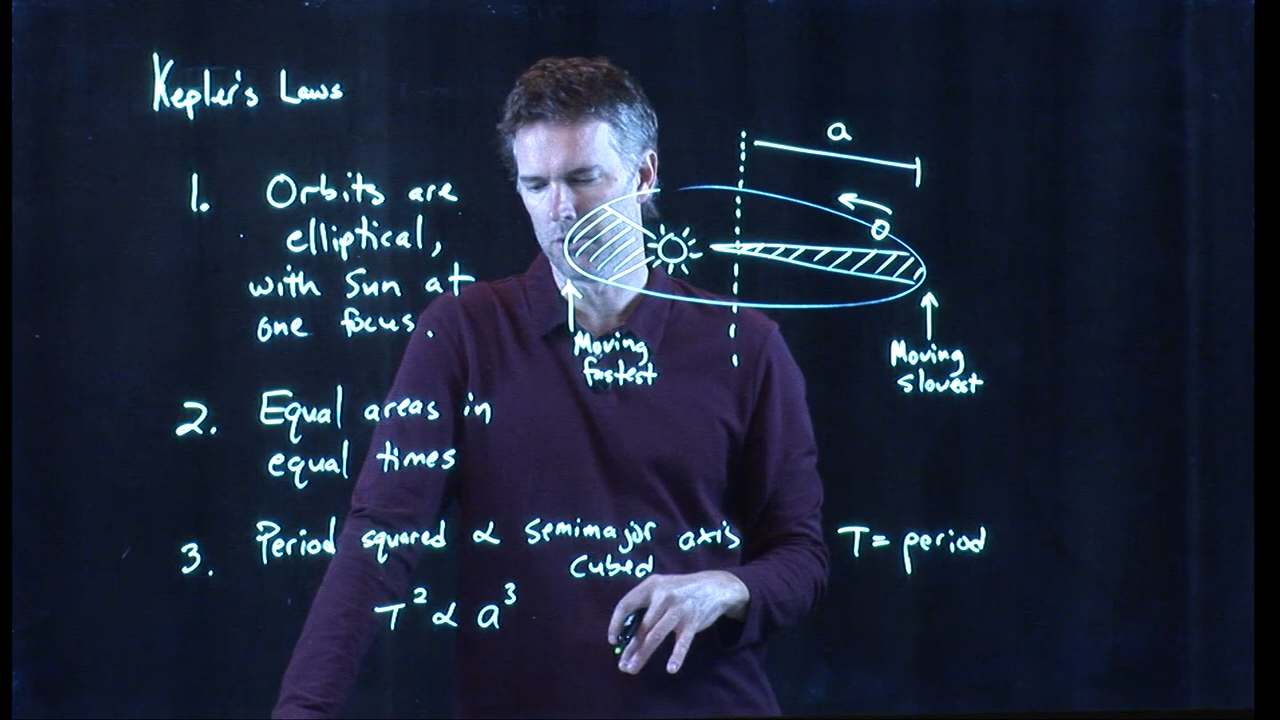 Kepler's Laws
1. Orbits are
elliptical,
with Sun at
one focus.
a
Moving
fastest
Moving
slowest
2. Equal areas in
equal times
3. Period squared ∝ semimajor axis
cubed
T = period
T² ∝ a³